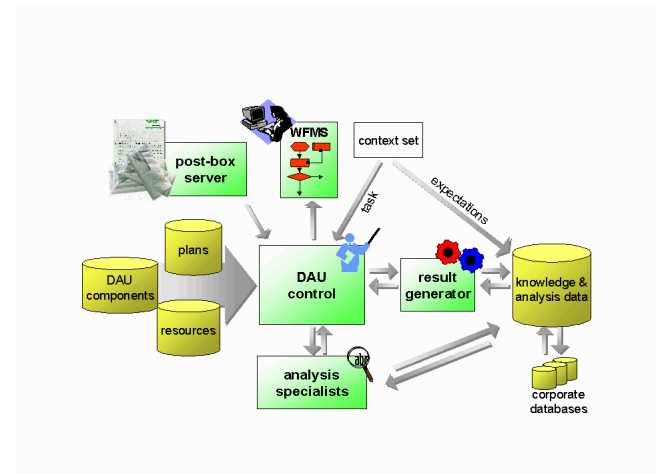 WFMS
context set
post-box
server
task
expectations
plans
DAU
components
resources
DAU
control
result
generator
knowledge &
analysis data
abc
analysis
specialists
corporate
databases